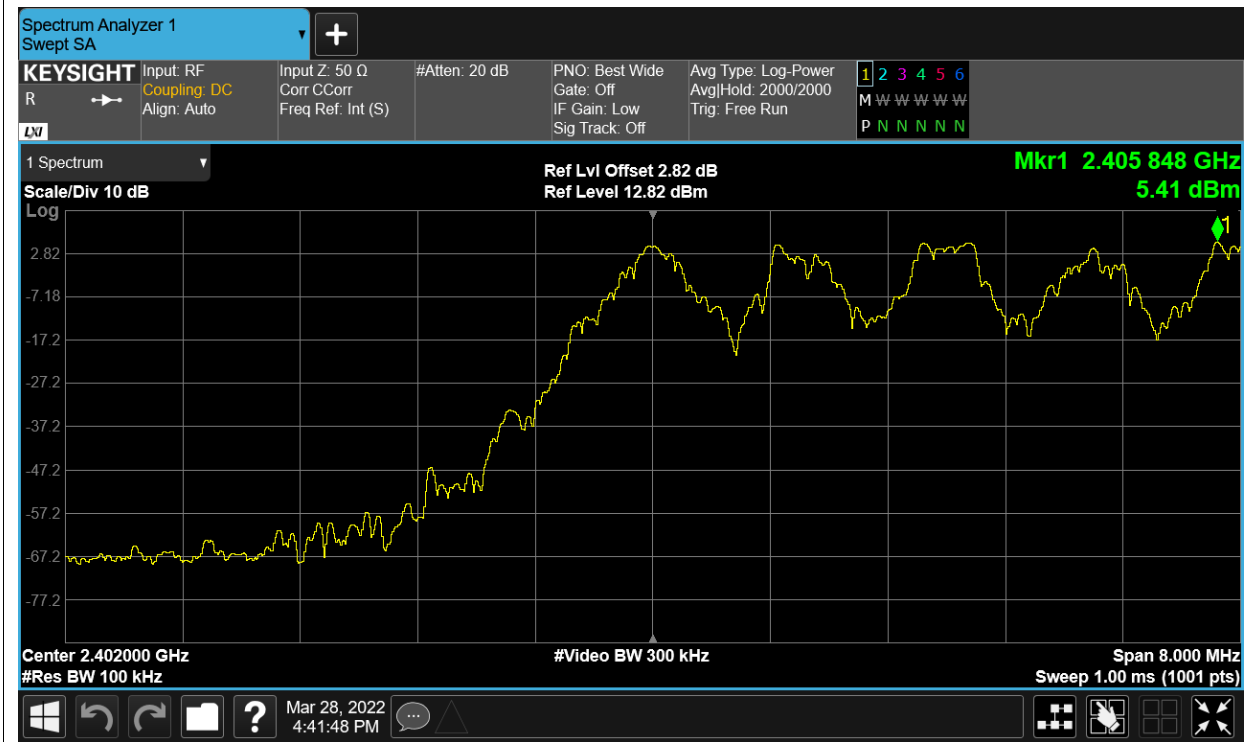 Spectrum Analyzer 1
Swept SA
+
KEYSIGHT
R
LXI
Input: RF
Coupling: DC
Align: Auto
Input Z: 50 Ω
Corr CCorr
Freq Ref: Int (S)
#Atten: 20 dB
PNO: Best Wide
Gate: Off
IF Gain: Low
Sig Track: Off
Avg Type: Log-Power
Avg|Hold: 2000/2000
Trig: Free Run
1 2 3 4 5 6
M W W W W W
P N N N N N
1 Spectrum
Scale/Div 10 dB
Log
Ref Lvl Offset 2.82 dB
Ref Level 12.82 dBm
Mkr1 2.405 848 GHz
5.41 dBm
1
2.82
-7.18
-17.2
-27.2
-37.2
-47.2
-57.2
-67.2
-77.2
Center 2.402000 GHz
#Res BW 100 kHz
#Video BW 300 kHz
Span 8.000 MHz
Sweep 1.00 ms (1001 pts)
?
Mar 28, 2022
4:41:48 PM